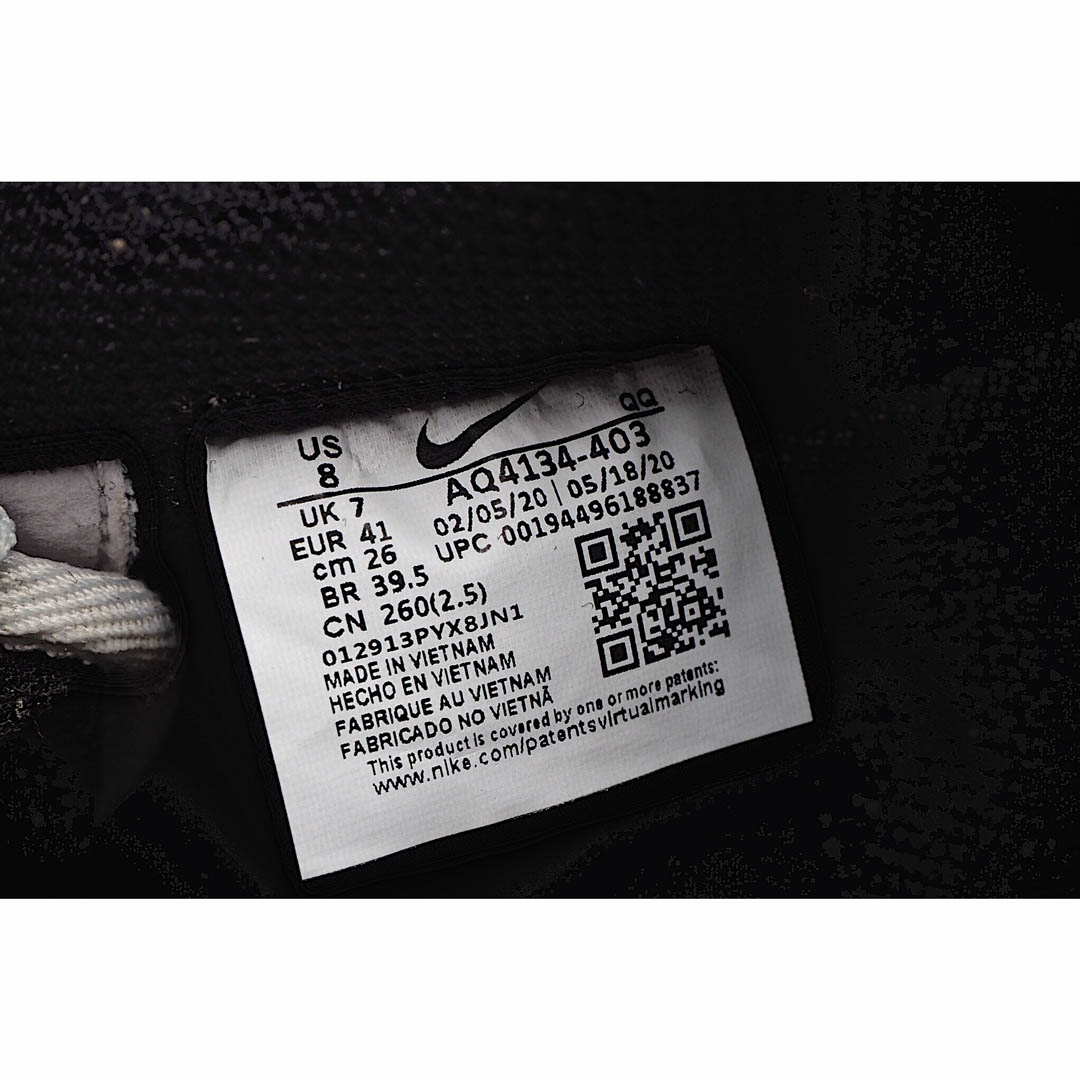 US
8
QQ
AQ4134-403
UK 7
02/05/20 | 05/18/20
EUR 41
UPC 00194496188837
cm 26
BR 39.5
CN 260(2.5)
012913PYX8JN1
MADE IN VIETNAM
HECHO EN VIETNAM
FABRIQUE AU VIETNAM
FABRICADO NO VIETNÃ
This product is covered by one or more patents:
www.nike.com/patentsvirtualmarking